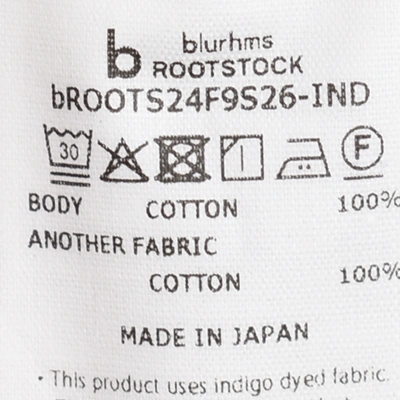 b blurhms
ROOTSTOCK
bROOTS24F9S26-IND
30 F
BODY COTTON 100%
ANOTHER FABRIC
COTTON 100%
MADE IN JAPAN
• This product uses indigo dyed fabric.